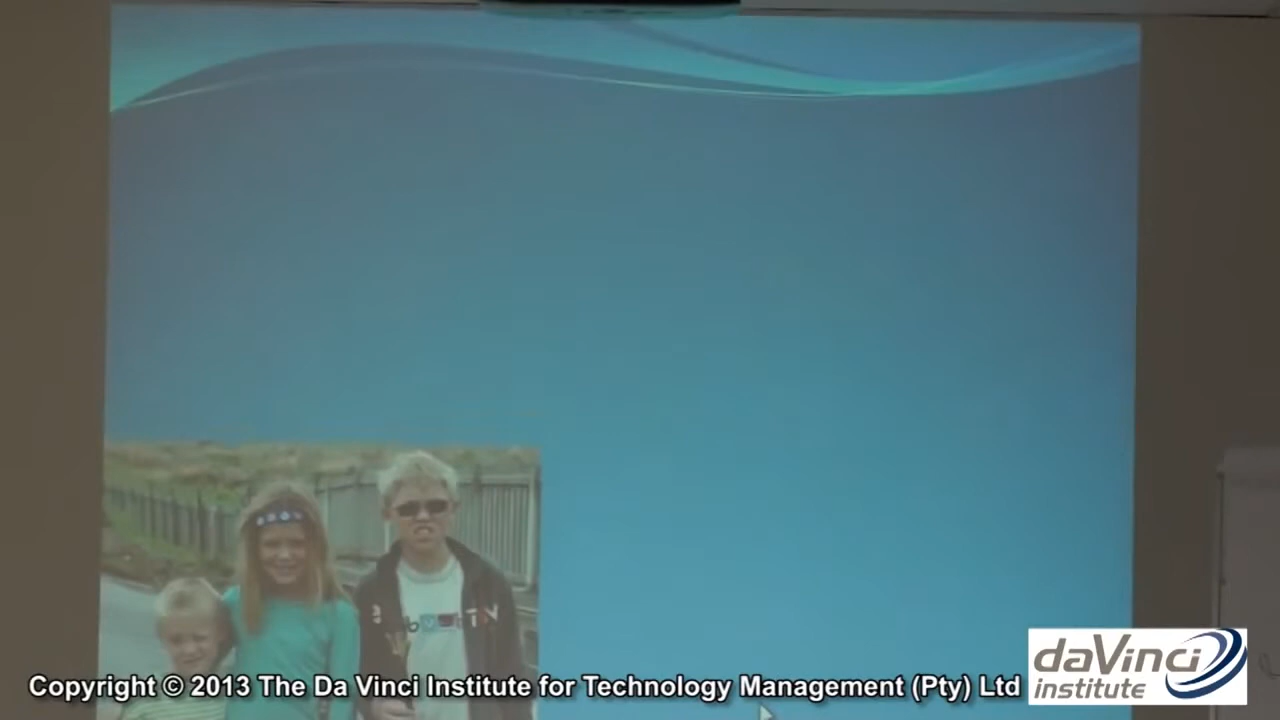 Copyright © 2013 The Da Vinci Institute for Technology Management (Pty) Ltd
daVinci
institute